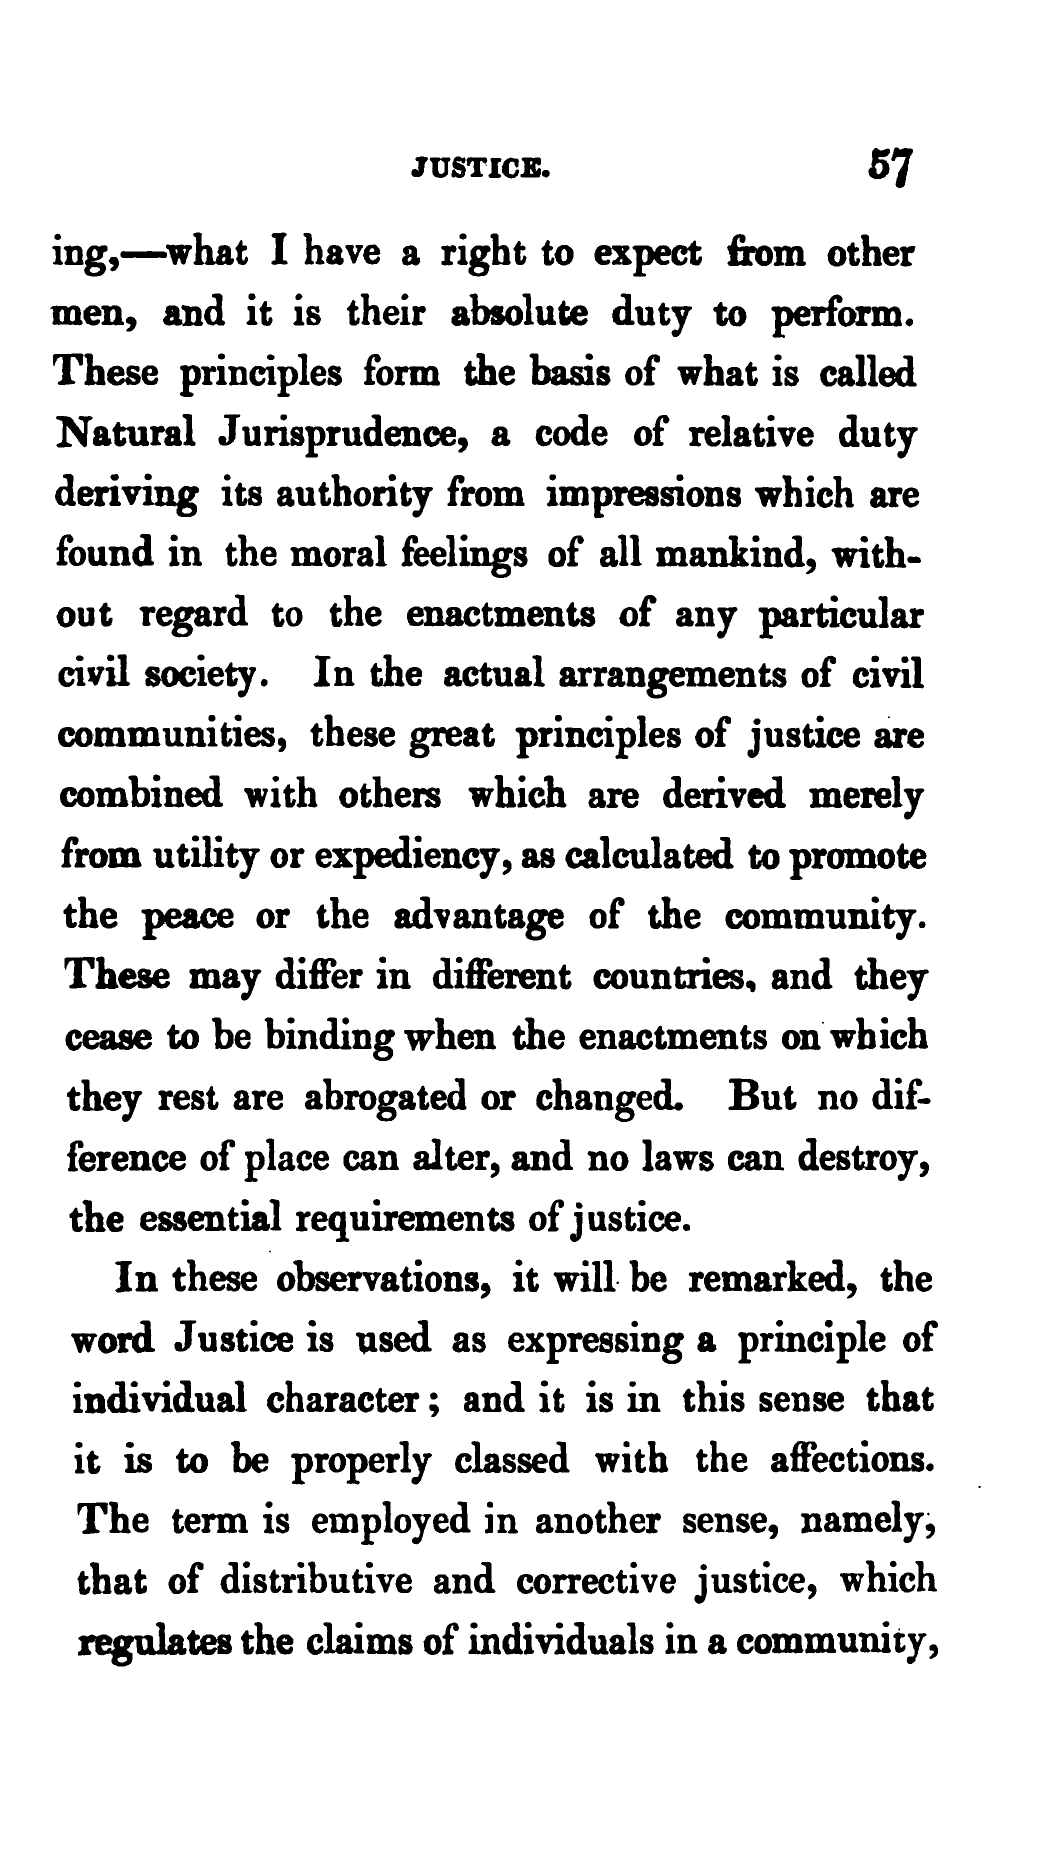 JUSTICE. 57
ing,—what I have a right to expect from other
men, and it is their absolute duty to perform.
These principles form the basis of what is called
Natural Jurisprudence, a code of relative duty
deriving its authority from impressions which are
found in the moral feelings of all mankind, with-
out regard to the enactments of any particular
civil society. In the actual arrangements of civil
communities, these great principles of justice are
combined with others which are derived merely
from utility or expediency, as calculated to promote
the peace or the advantage of the community.
These may differ in different countries, and they
cease to be binding when the enactments on which
they rest are abrogated or changed. But no dif-
ference of place can alter, and no laws can destroy,
the essential requirements of justice.
In these observations, it will be remarked, the
word Justice is used as expressing a principle of
individual character; and it is in this sense that
it is to be properly classed with the affections.
The term is employed in another sense, namely,
that of distributive and corrective justice, which
regulates the claims of individuals in a community,